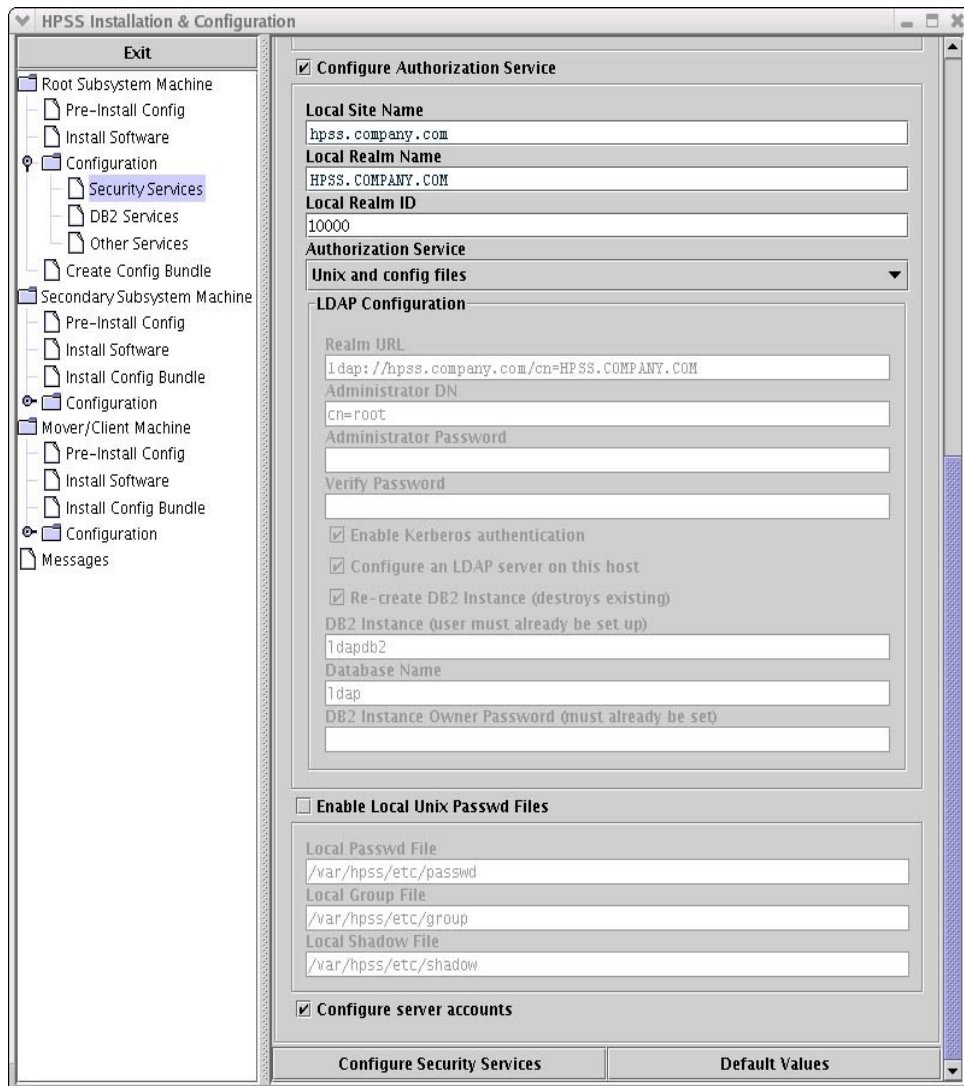 HPSS Installation & Configuration
Exit
Root Subsystem Machine
Pre-Install Config
Install Software
Configuration
Security Services
DB2 Services
Other Services
Create Config Bundle
Secondary Subsystem Machine
Pre-Install Config
Install Software
Install Config Bundle
Configuration
Mover/Client Machine
Pre-Install Config
Install Software
Install Config Bundle
Configuration
Messages
Configure Authorization Service
Local Site Name
hpss.company.com
Local Realm Name
HPSS.COMPANY.COM
Local Realm ID
10000
Authorization Service
Unix and config files
LDAP Configuration
Realm URL
ldap://hpss.company.com/cn=HPSS.COMPANY.COM
Administrator DN
cn=root
Administrator Password
Verify Password
Enable Kerberos authentication
Configure an LDAP server on this host
Re-create DB2 Instance (destroys existing)
DB2 Instance (user must already be set up)
ldapdb2
Database Name
ldap
DB2 Instance Owner Password (must already be set)
Enable Local Unix Passwd Files
Local Passwd File
/var/hpss/etc/passwd
Local Group File
/var/hpss/etc/group
Local Shadow File
/var/hpss/etc/shadow
Configure server accounts
Configure Security Services
Default Values